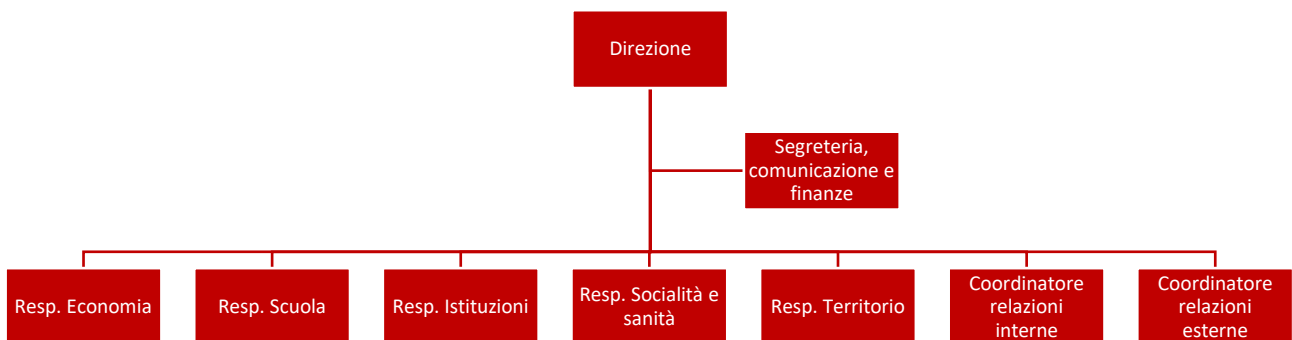 Direzione
Segreteria,
comunicazione e
finanze
Resp. Economia
Resp. Scuola
Resp. Istituzioni
Resp. Socialità e
sanità
Resp. Territorio
Coordinatore
relazioni
interne
Coordinatore
relazioni
esterne